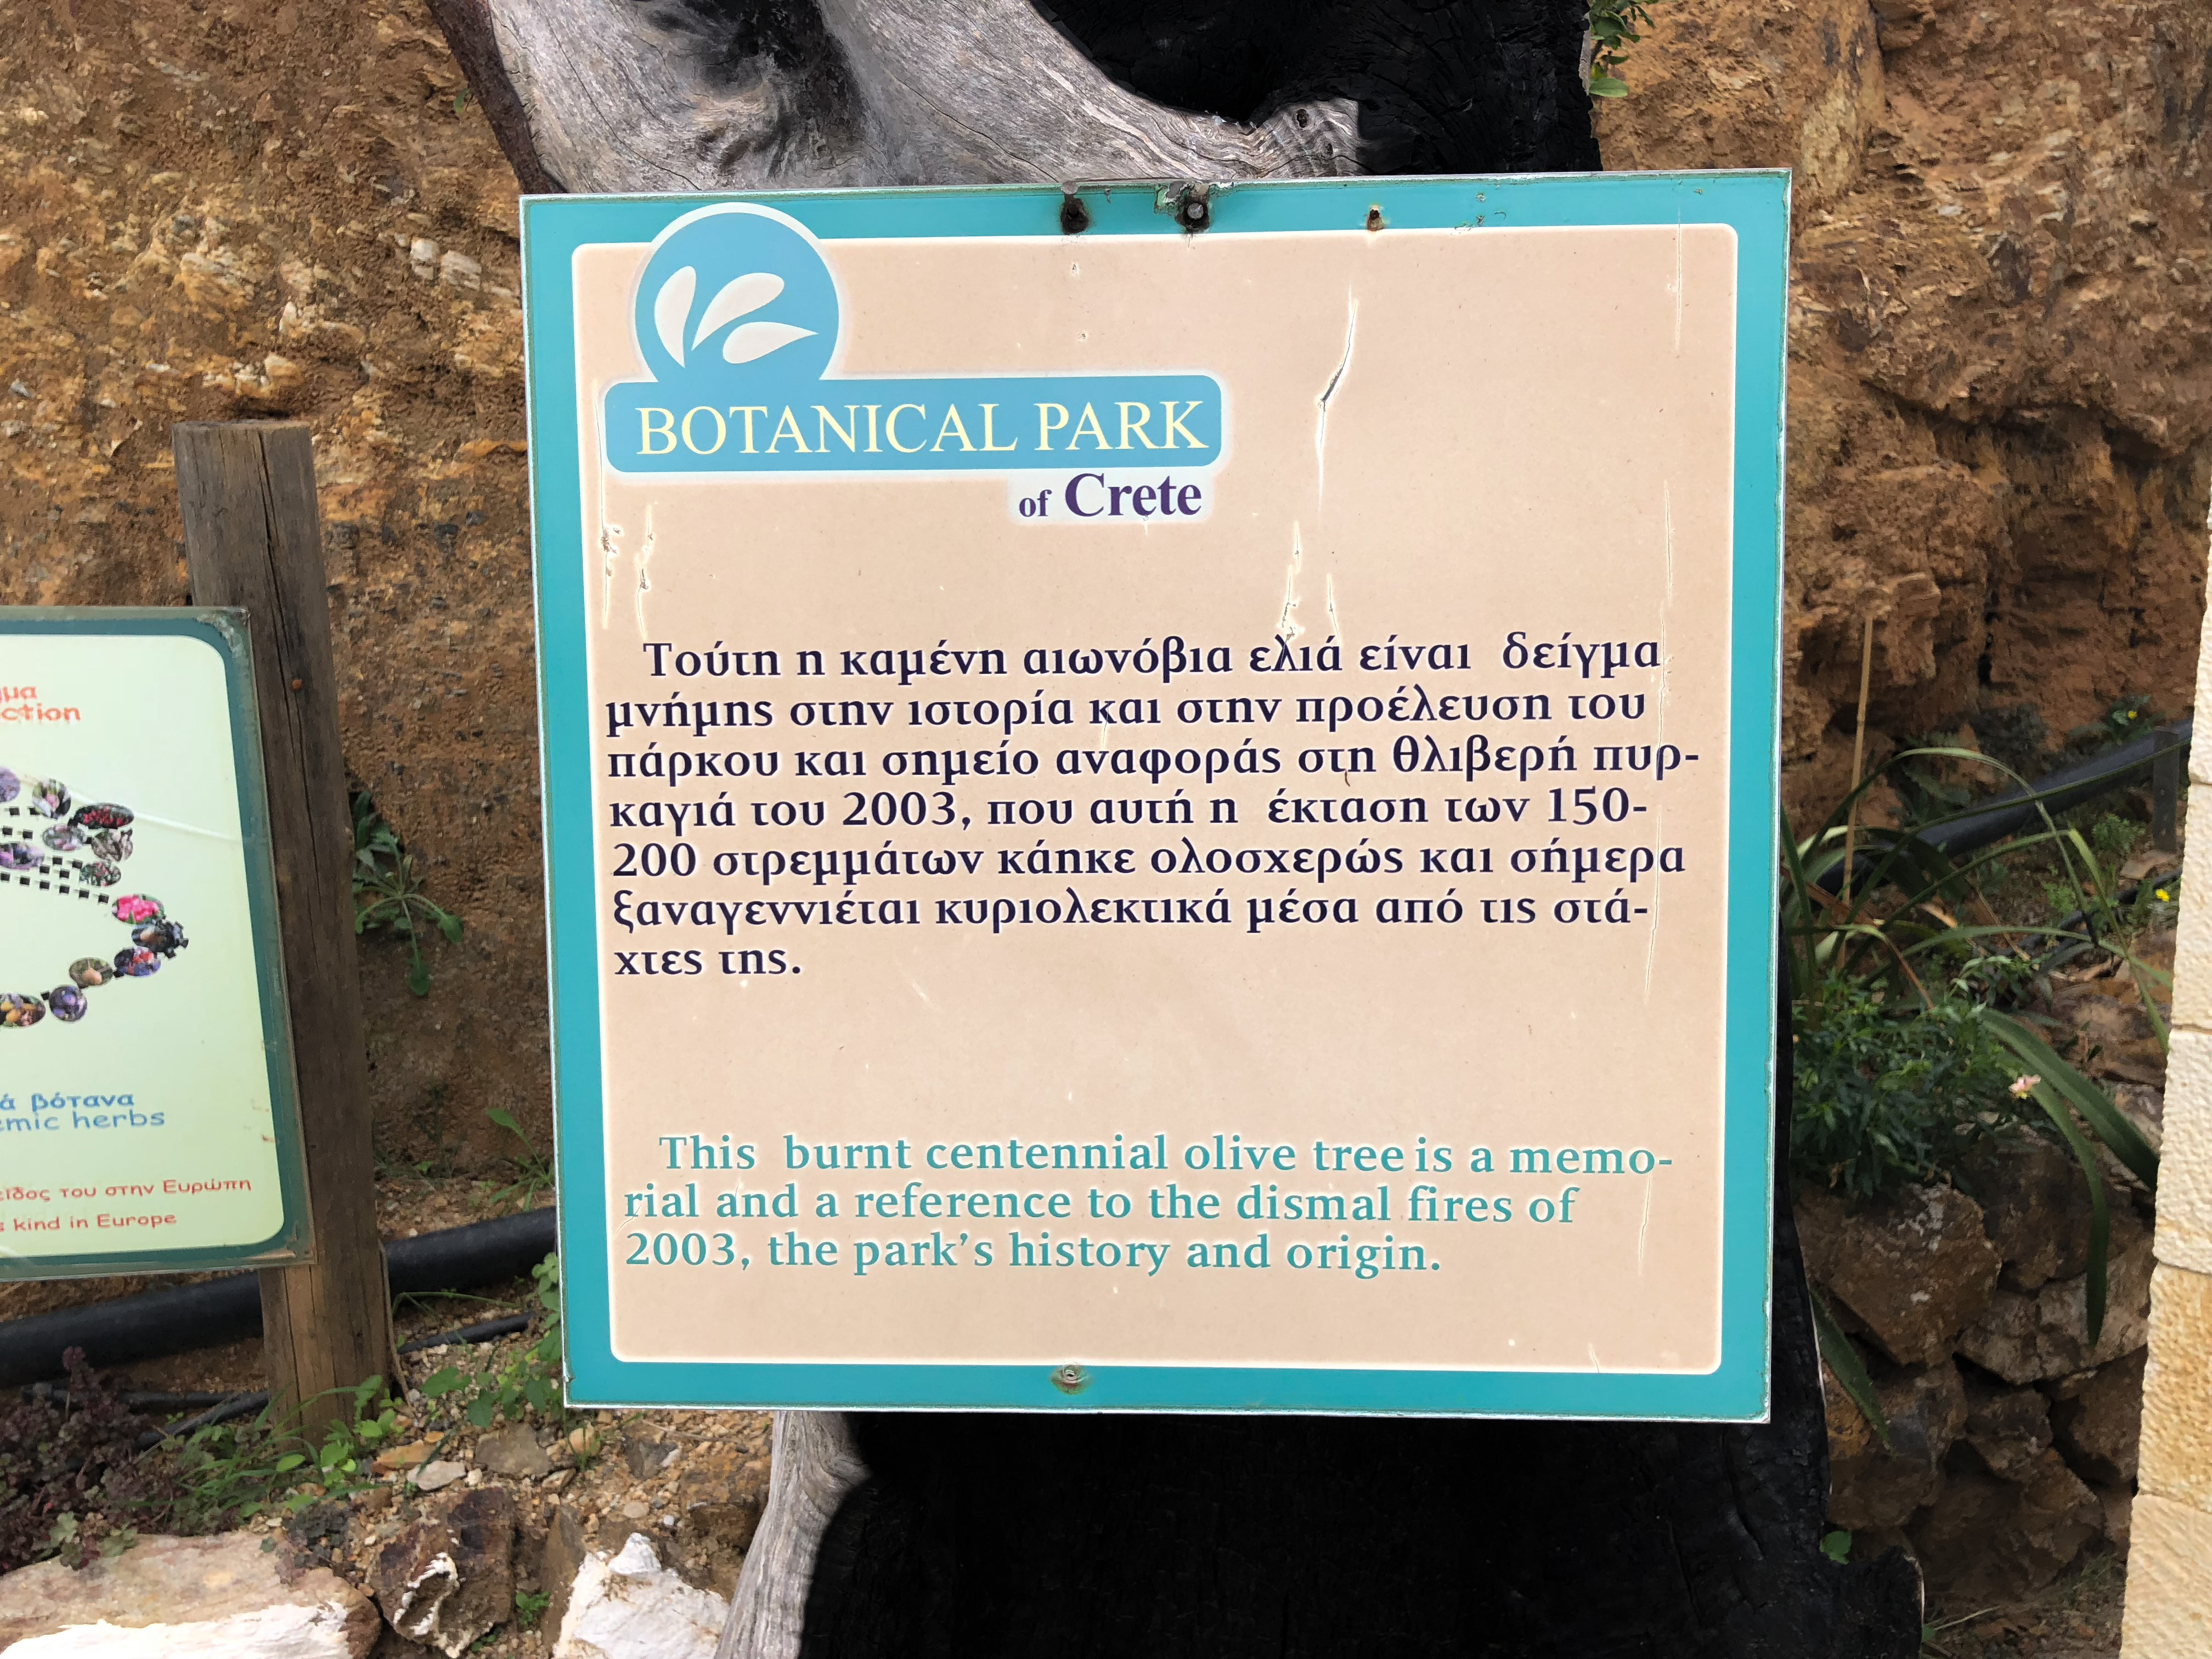 BOTANICAL PARK
of Crete
Τούτη η καμένη αιωνόβια ελιά είναι δείγμα
μνήμης στην ιστορία και στην προέλευση του
πάρκου και σημείο αναφοράς στη θλιβερή πυρ-
καγιά του 2003, που αυτή η έκταση των 150-
200 στρεμμάτων κάηκε ολοσχερώς και σήμερα
ξαναγεννιέται κυριολεκτικά μέσα από τις στά-
χτες της.
This burnt centennial olive tree is a memo-
rial and a reference to the dismal fires of
2003, the park's history and origin.
βότανα
herbs
του στην Ευρώπη
kind in Europe